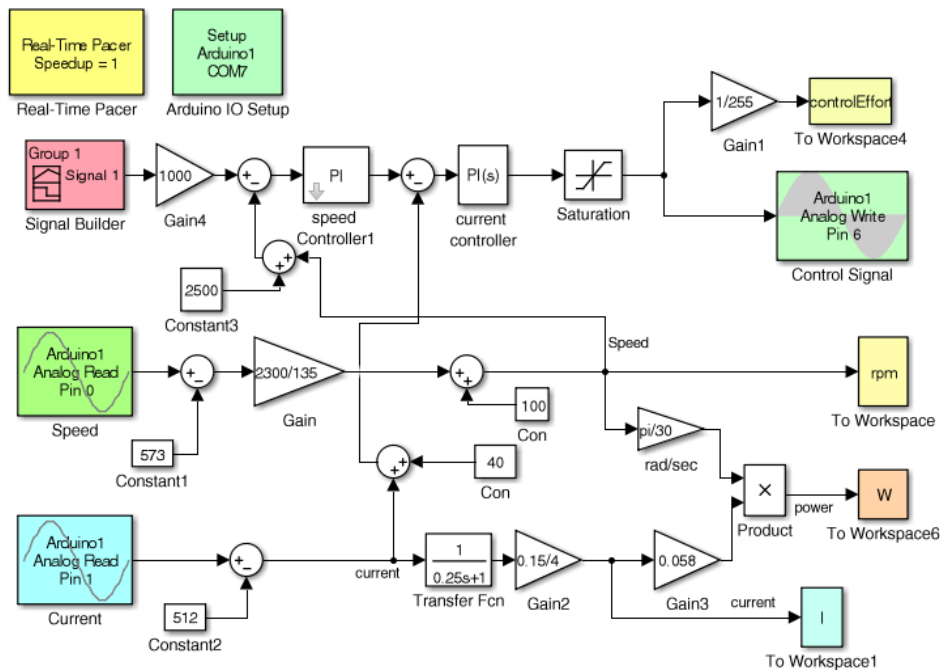 Real-Time Pacer
Speedup = 1
Real-Time Pacer
Setup
Arduino1
COM7
Arduino IO Setup
1/255
Gain1
controlEffort
To Workspace4
Group 1
Signal 1
Signal Builder
1000
Gain4
+
−
PI
speed
Controller1
+
−
PI(s)
current
controller
Saturation
Arduino1
Analog Write
Pin 6
Control Signal
+
+
2500
Constant3
Arduino1
Analog Read
Pin 0
Speed
+
−
573
Constant1
2300/135
Gain
+
+
100
Con
Speed
rpm
To Workspace
pi/30
rad/sec
+
+
40
Con
×
Product
power
W
To Workspace6
Arduino1
Analog Read
Pin 1
Current
+
−
512
Constant2
current
1
0.25s+1
Transfer Fcn
0.15/4
Gain2
0.058
Gain3
current
I
To Workspace1